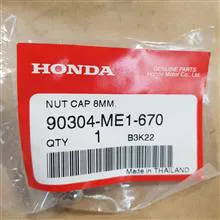 HONDA
GENUINE PARTS
Honda Motor Co., Ltd.
NUT CAP 8MM.
90304-ME1-670
QTY 1 B3K22
Made in THAILAND